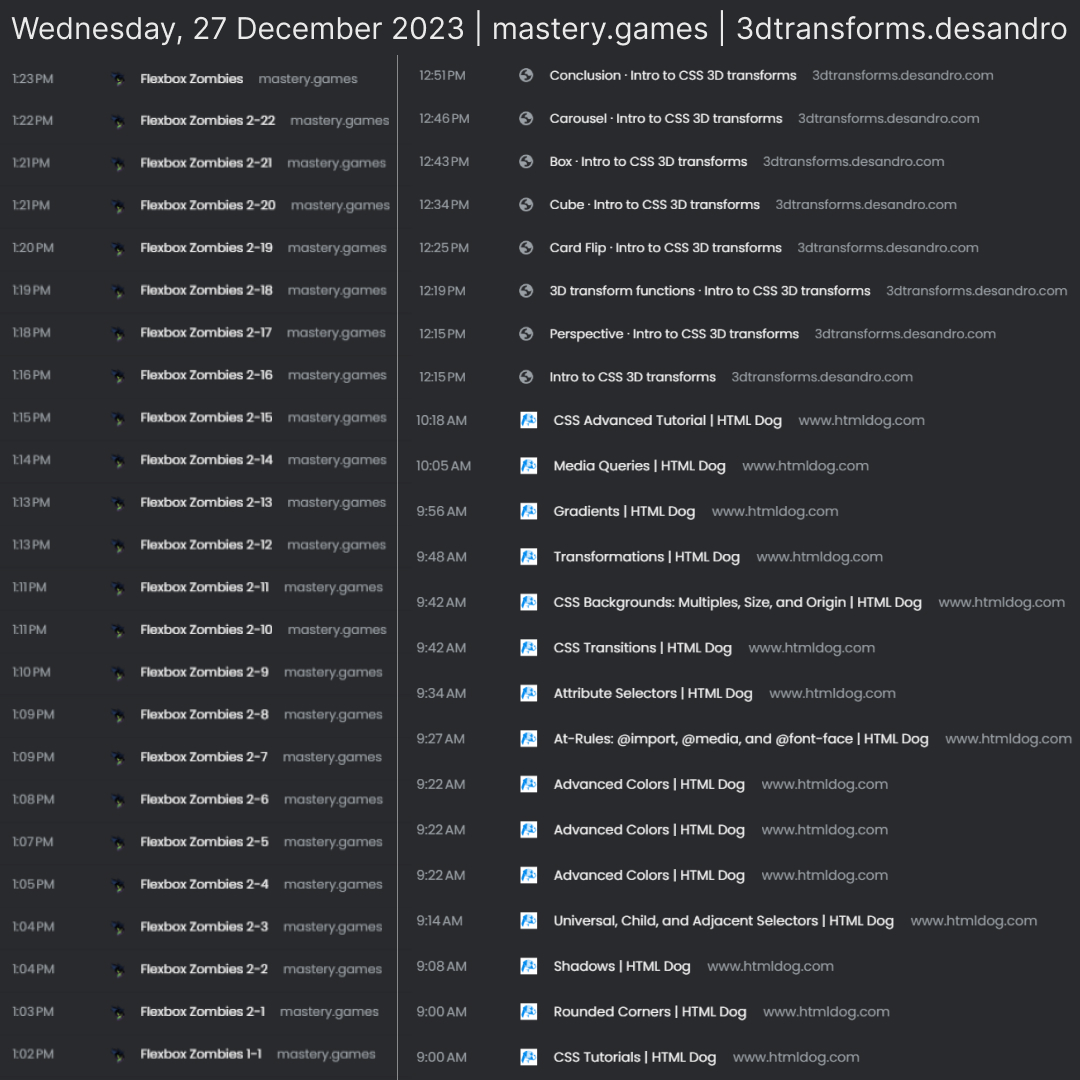 Wednesday, 27 December 2023 | mastery.games | 3dtransforms.desandro
1:23 PM Flexbox Zombies mastery.games
1:22 PM Flexbox Zombies 2-22 mastery.games
1:21 PM Flexbox Zombies 2-21 mastery.games
1:21 PM Flexbox Zombies 2-20 mastery.games
1:20 PM Flexbox Zombies 2-19 mastery.games
1:19 PM Flexbox Zombies 2-18 mastery.games
1:18 PM Flexbox Zombies 2-17 mastery.games
1:16 PM Flexbox Zombies 2-16 mastery.games
1:15 PM Flexbox Zombies 2-15 mastery.games
1:14 PM Flexbox Zombies 2-14 mastery.games
1:13 PM Flexbox Zombies 2-13 mastery.games
1:13 PM Flexbox Zombies 2-12 mastery.games
1:11 PM Flexbox Zombies 2-11 mastery.games
1:11 PM Flexbox Zombies 2-10 mastery.games
1:10 PM Flexbox Zombies 2-9 mastery.games
1:09 PM Flexbox Zombies 2-8 mastery.games
1:09 PM Flexbox Zombies 2-7 mastery.games
1:08 PM Flexbox Zombies 2-6 mastery.games
1:07 PM Flexbox Zombies 2-5 mastery.games
1:05 PM Flexbox Zombies 2-4 mastery.games
1:04 PM Flexbox Zombies 2-3 mastery.games
1:04 PM Flexbox Zombies 2-2 mastery.games
1:03 PM Flexbox Zombies 2-1 mastery.games
1:02 PM Flexbox Zombies 1-1 mastery.games
12:51 PM Conclusion · Intro to CSS 3D transforms 3dtransforms.desandro.com
12:46 PM Carousel · Intro to CSS 3D transforms 3dtransforms.desandro.com
12:43 PM Box · Intro to CSS 3D transforms 3dtransforms.desandro.com
12:34 PM Cube · Intro to CSS 3D transforms 3dtransforms.desandro.com
12:25 PM Card Flip · Intro to CSS 3D transforms 3dtransforms.desandro.com
12:19 PM 3D transform functions · Intro to CSS 3D transforms 3dtransforms.desandro.com
12:15 PM Perspective · Intro to CSS 3D transforms 3dtransforms.desandro.com
12:15 PM Intro to CSS 3D transforms 3dtransforms.desandro.com
10:18 AM CSS Advanced Tutorial | HTML Dog www.htmldog.com
10:05 AM Media Queries | HTML Dog www.htmldog.com
9:56 AM Gradients | HTML Dog www.htmldog.com
9:48 AM Transformations | HTML Dog www.htmldog.com
9:42 AM CSS Backgrounds: Multiples, Size, and Origin | HTML Dog www.htmldog.com
9:42 AM CSS Transitions | HTML Dog www.htmldog.com
9:34 AM Attribute Selectors | HTML Dog www.htmldog.com
9:27 AM At-Rules: @import, @media, and @font-face | HTML Dog www.htmldog.com
9:22 AM Advanced Colors | HTML Dog www.htmldog.com
9:22 AM Advanced Colors | HTML Dog www.htmldog.com
9:22 AM Advanced Colors | HTML Dog www.htmldog.com
9:14 AM Universal, Child, and Adjacent Selectors | HTML Dog www.htmldog.com
9:08 AM Shadows | HTML Dog www.htmldog.com
9:00 AM Rounded Corners | HTML Dog www.htmldog.com
9:00 AM CSS Tutorials | HTML Dog www.htmldog.com